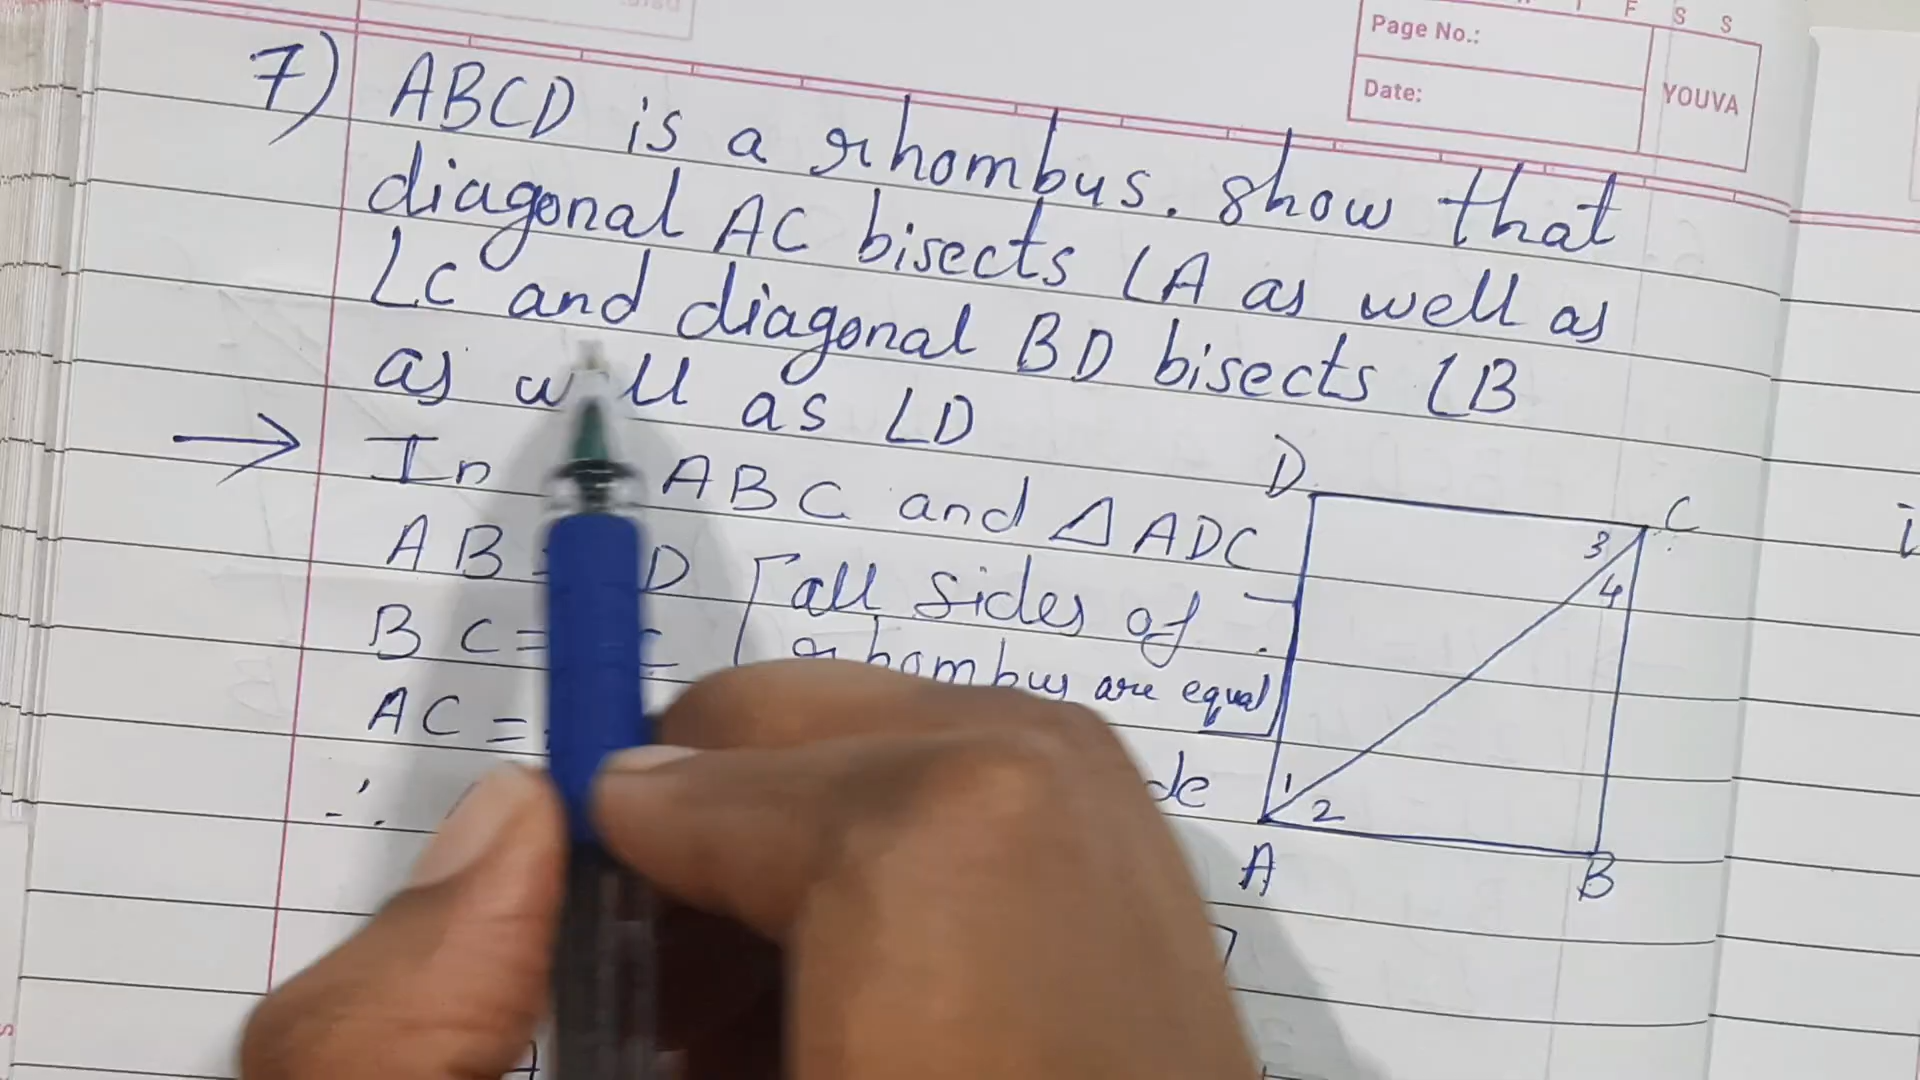 F S S
Page No.:
Date:
YOUVA
7) ABCD is a rhombus. Show that
diagonal AC bisects ∠A as well as
∠C and diagonal BD bisects ∠B
as well as ∠D
→ In ABC and △ADC
AB = D [all sides of
BC = C rhombus are equal]
AC =
∴
D
C
3
4
1
2
A
B